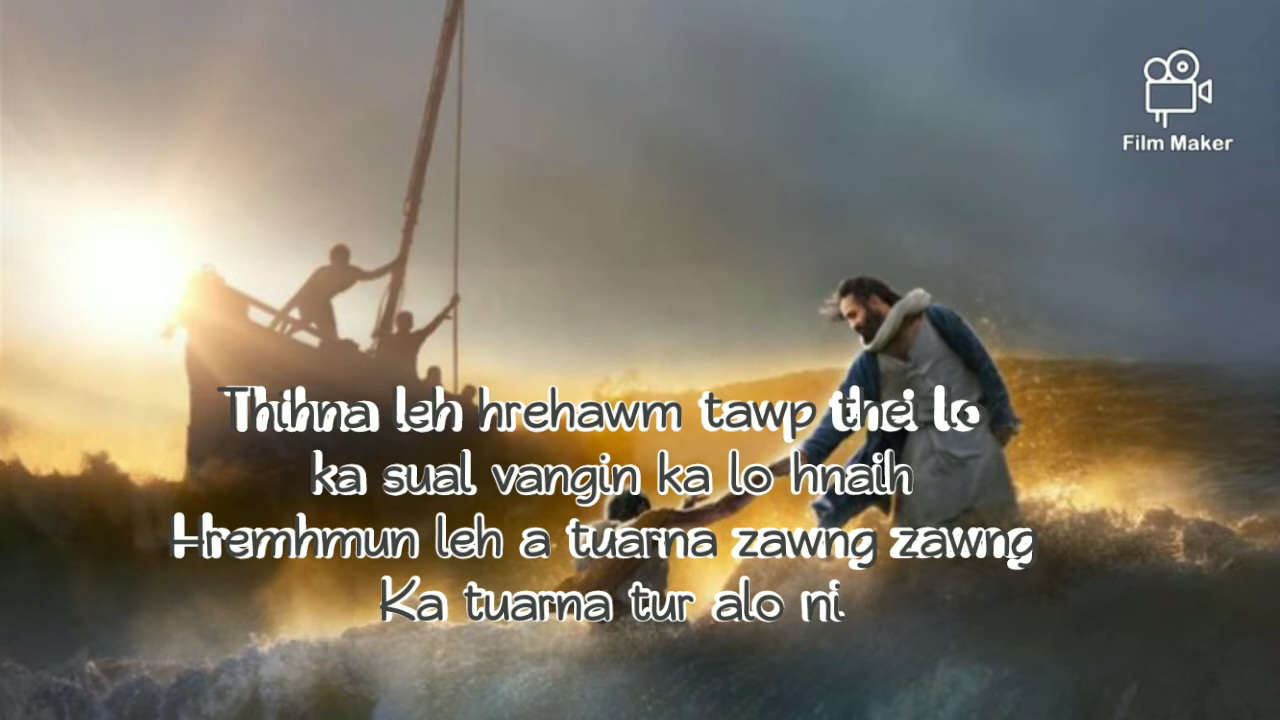 Film Maker
Thihna leh hrehawm tawp thei lo
ka sual vangin ka lo hnaih
Hremhmun leh a tuarna zawng zawng
Ka tuarna tur alo ni